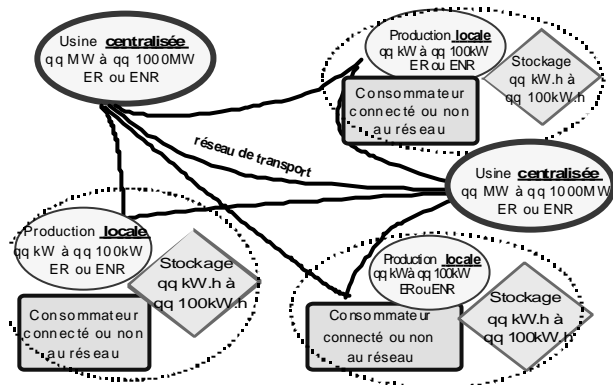 Usine centralisée
qq MW à qq 1000MW
ER ou ENR
Production locale
qq kW à qq 100kW
ER ou ENR
Stockage
qq kW.h à
qq 100kW.h
Consommateur
connecté ou non
au réseau
réseau de transport
Usine centralisée
qq MW à qq 1000MW
ER ou ENR
Production locale
qq kW à qq 100kW
ER ou ENR
Stockage
qq kW.h à
qq 100kW.h
Consommateur
connecté ou non
au réseau
Production locale
qq kW à qq 100kW
ER ou ENR
Stockage
qq kW.h à
qq 100kW.h
Consommateur
connecté ou non
au réseau